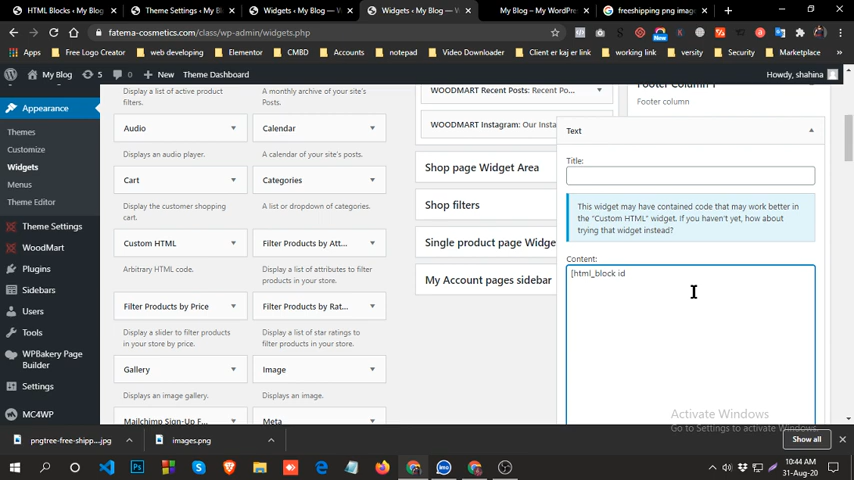 HTML Blocks ‹ My Blog
Theme Settings ‹ My Blog
Widgets ‹ My Blog — W
Widgets ‹ My Blog — W
My Blog – My WordPre
freeshipping png imag
fatema-cosmetics.com/class/wp-admin/widgets.php
Apps
Free Logo Creator
web developing
Elementor
CMBD
Accounts
notepad
Video Downloader
Client er kaj er link
working link
versity
Security
Marketplace
My Blog
5
0
New
Theme Dashboard
Howdy, shahina
Appearance
Themes
Customize
Widgets
Menus
Theme Editor
Theme Settings
WoodMart
Plugins
Sidebars
Users
Tools
WPBakery Page
Builder
Settings
MC4WP
Display a list of active product
filters.
A monthly archive of your site's
Posts.
Audio
Calendar
Displays an audio player.
A calendar of your site's posts.
Cart
Categories
Display the customer shopping
cart.
A list or dropdown of categories.
Custom HTML
Filter Products by Att...
Arbitrary HTML code.
Display a list of attributes to filter
products in your store.
Filter Products by Price
Filter Products by Rat...
Display a slider to filter products
in your store by price.
Display a list of star ratings to
filter products in your store.
Gallery
Image
Displays an image gallery.
Displays an image.
Mailchimp Sign-Up F...
Meta
WOODMART Recent Posts: Recent Po...
WOODMART Instagram: Our Insta
Shop page Widget Area
Shop filters
Single product page Widge
My Account pages sidebar
Footer Column 1
Footer column
Text
Title:
This widget may have contained code that may work better in
the "Custom HTML" widget. If you haven't yet, how about
trying that widget instead?
Content:
[html_block id
Activate Windows
Go to Settings to activate Windows.
pngtree-free-shipp....jpg
images.png
Show all
10:44 AM
31-Aug-20